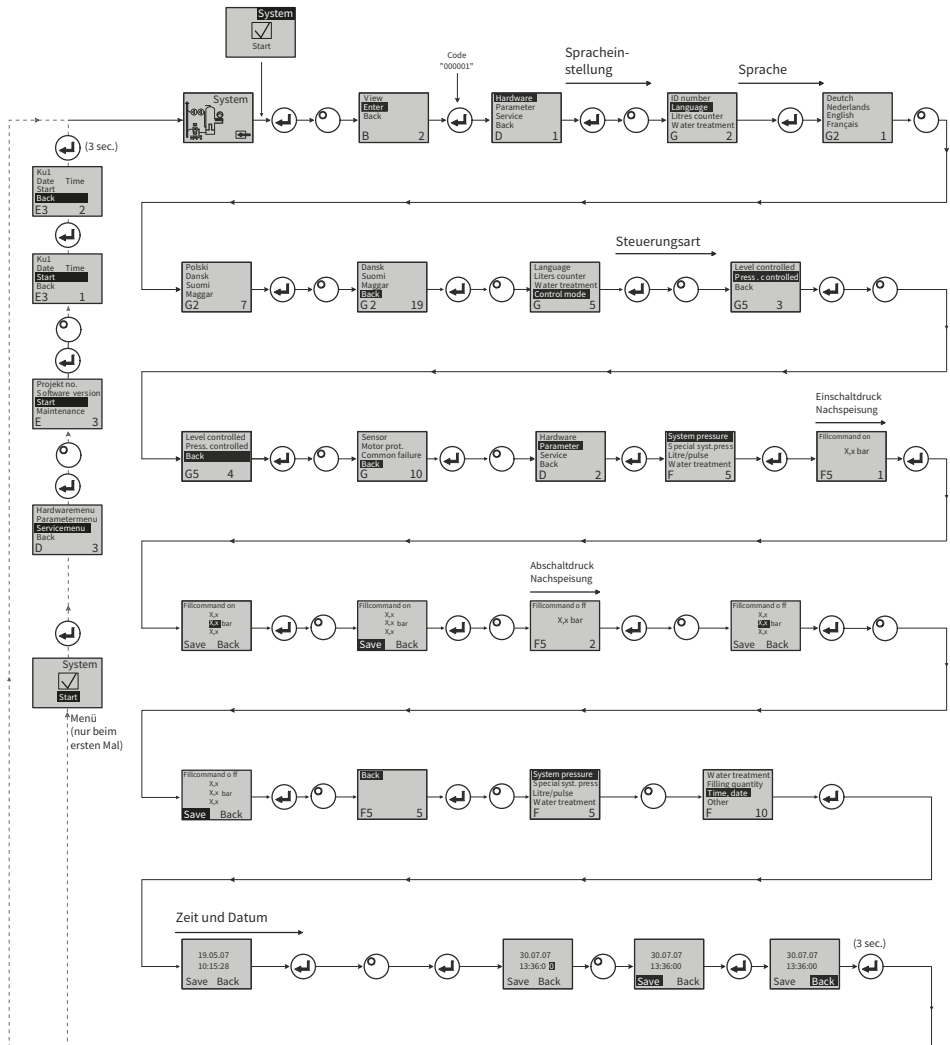 System
Start
Code
"000001"
Sprachein-
stellung
Sprache
System
View
Enter
Back
B 2
Hardware
Parameter
Service
Back
D 1
ID number
Language
Litres counter
Water treatment
G 2
Deutch
Nederlands
English
Français
G2 1
(3 sec.)
Ku1
Date Time
Start
Back
E3 2
Ku1
Date Time
Start
Back
E3 1
Projekt no.
Software version
Start
Maintenance
E 3
Hardwaremenu
Parametermenu
Servicemenu
Back
D 3
System
Start
Menü
(nur beim
ersten Mal)
Steuerungsart
Polski
Dansk
Suomi
Maggar
G2 7
Dansk
Suomi
Maggar
Back
G 2 19
Language
Liters counter
Water treatment
Control mode
G 5
Level controlled
Press. controlled
Back
G5 3
Einschaltdruck
Nachspeisung
Level controlled
Press. controlled
Back
G5 4
Sensor
Motor prot.
Common failure
Back
G 10
Hardware
Parameter
Service
Back
D 2
System pressure
Special syst.press
Litre/pulse
Water treatment
F 5
Fillcommand on
X,x bar
F5 1
Abschaltdruck
Nachspeisung
Fillcommand on
X,x
X,x bar
X,x
Save Back
Fillcommand on
X,x
X,x bar
X,x
Save Back
Fillcommand o ff
X,x bar
F5 2
Fillcommand o ff
X,x
X,x bar
X,x
Save Back
Fillcommand o ff
X,x
X,x bar
X,x
Save Back
Back
F5 5
System pressure
Special syst. press
Litre/pulse
Water treatment
F 5
Water treatment
Filling quantity
Time, date
Other
F 10
Zeit und Datum
19.05.07
10:15:28
Save Back
30.07.07
13:36:0 0
Save Back
30.07.07
13:36:00
Save Back
30.07.07
13:36:00
Save Back
(3 sec.)